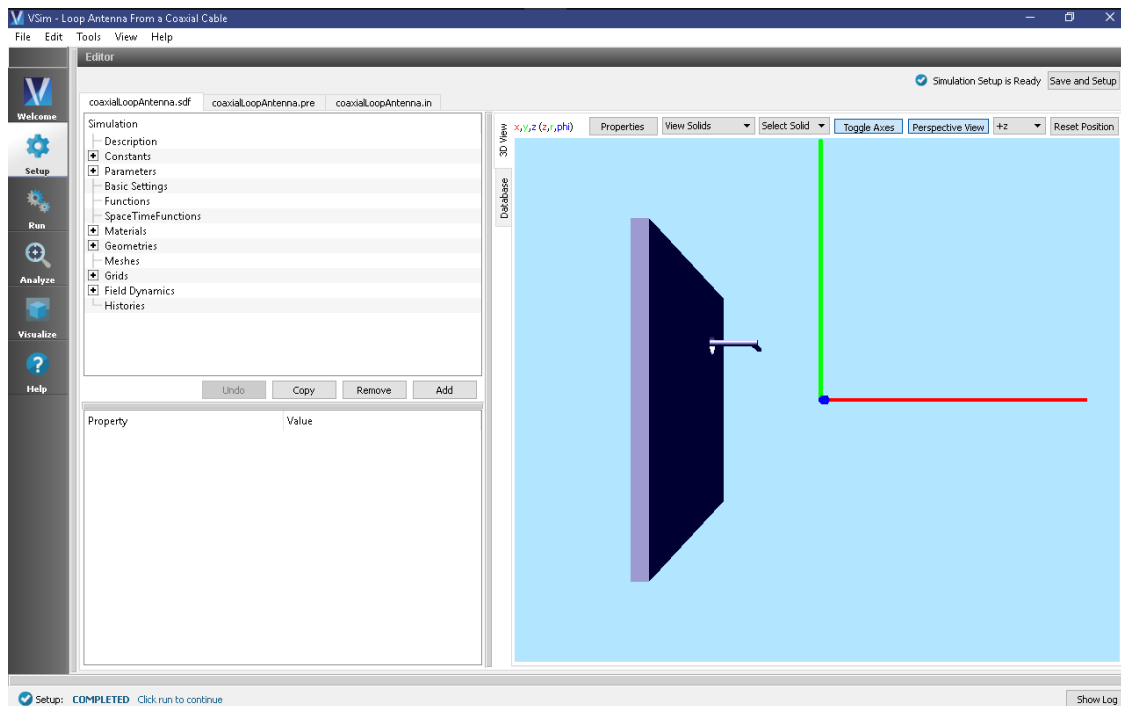 VSim - Loop Antenna From a Coaxial Cable
File Edit Tools View Help
Editor
Simulation Setup is Ready Save and Setup
coaxialLoopAntenna.sdf coaxialLoopAntenna.pre coaxialLoopAntenna.in
Welcome
Setup
Run
Analyze
Visualize
Help
Simulation
Description
Constants
Parameters
Basic Settings
Functions
SpaceTimeFunctions
Materials
Geometries
Meshes
Grids
Field Dynamics
Histories
Undo Copy Remove Add
Property Value
3D View
Database
x,y,z (z,r,phi) Properties View Solids Select Solid Toggle Axes Perspective View +z Reset Position
Setup: COMPLETED Click run to continue
Show Log